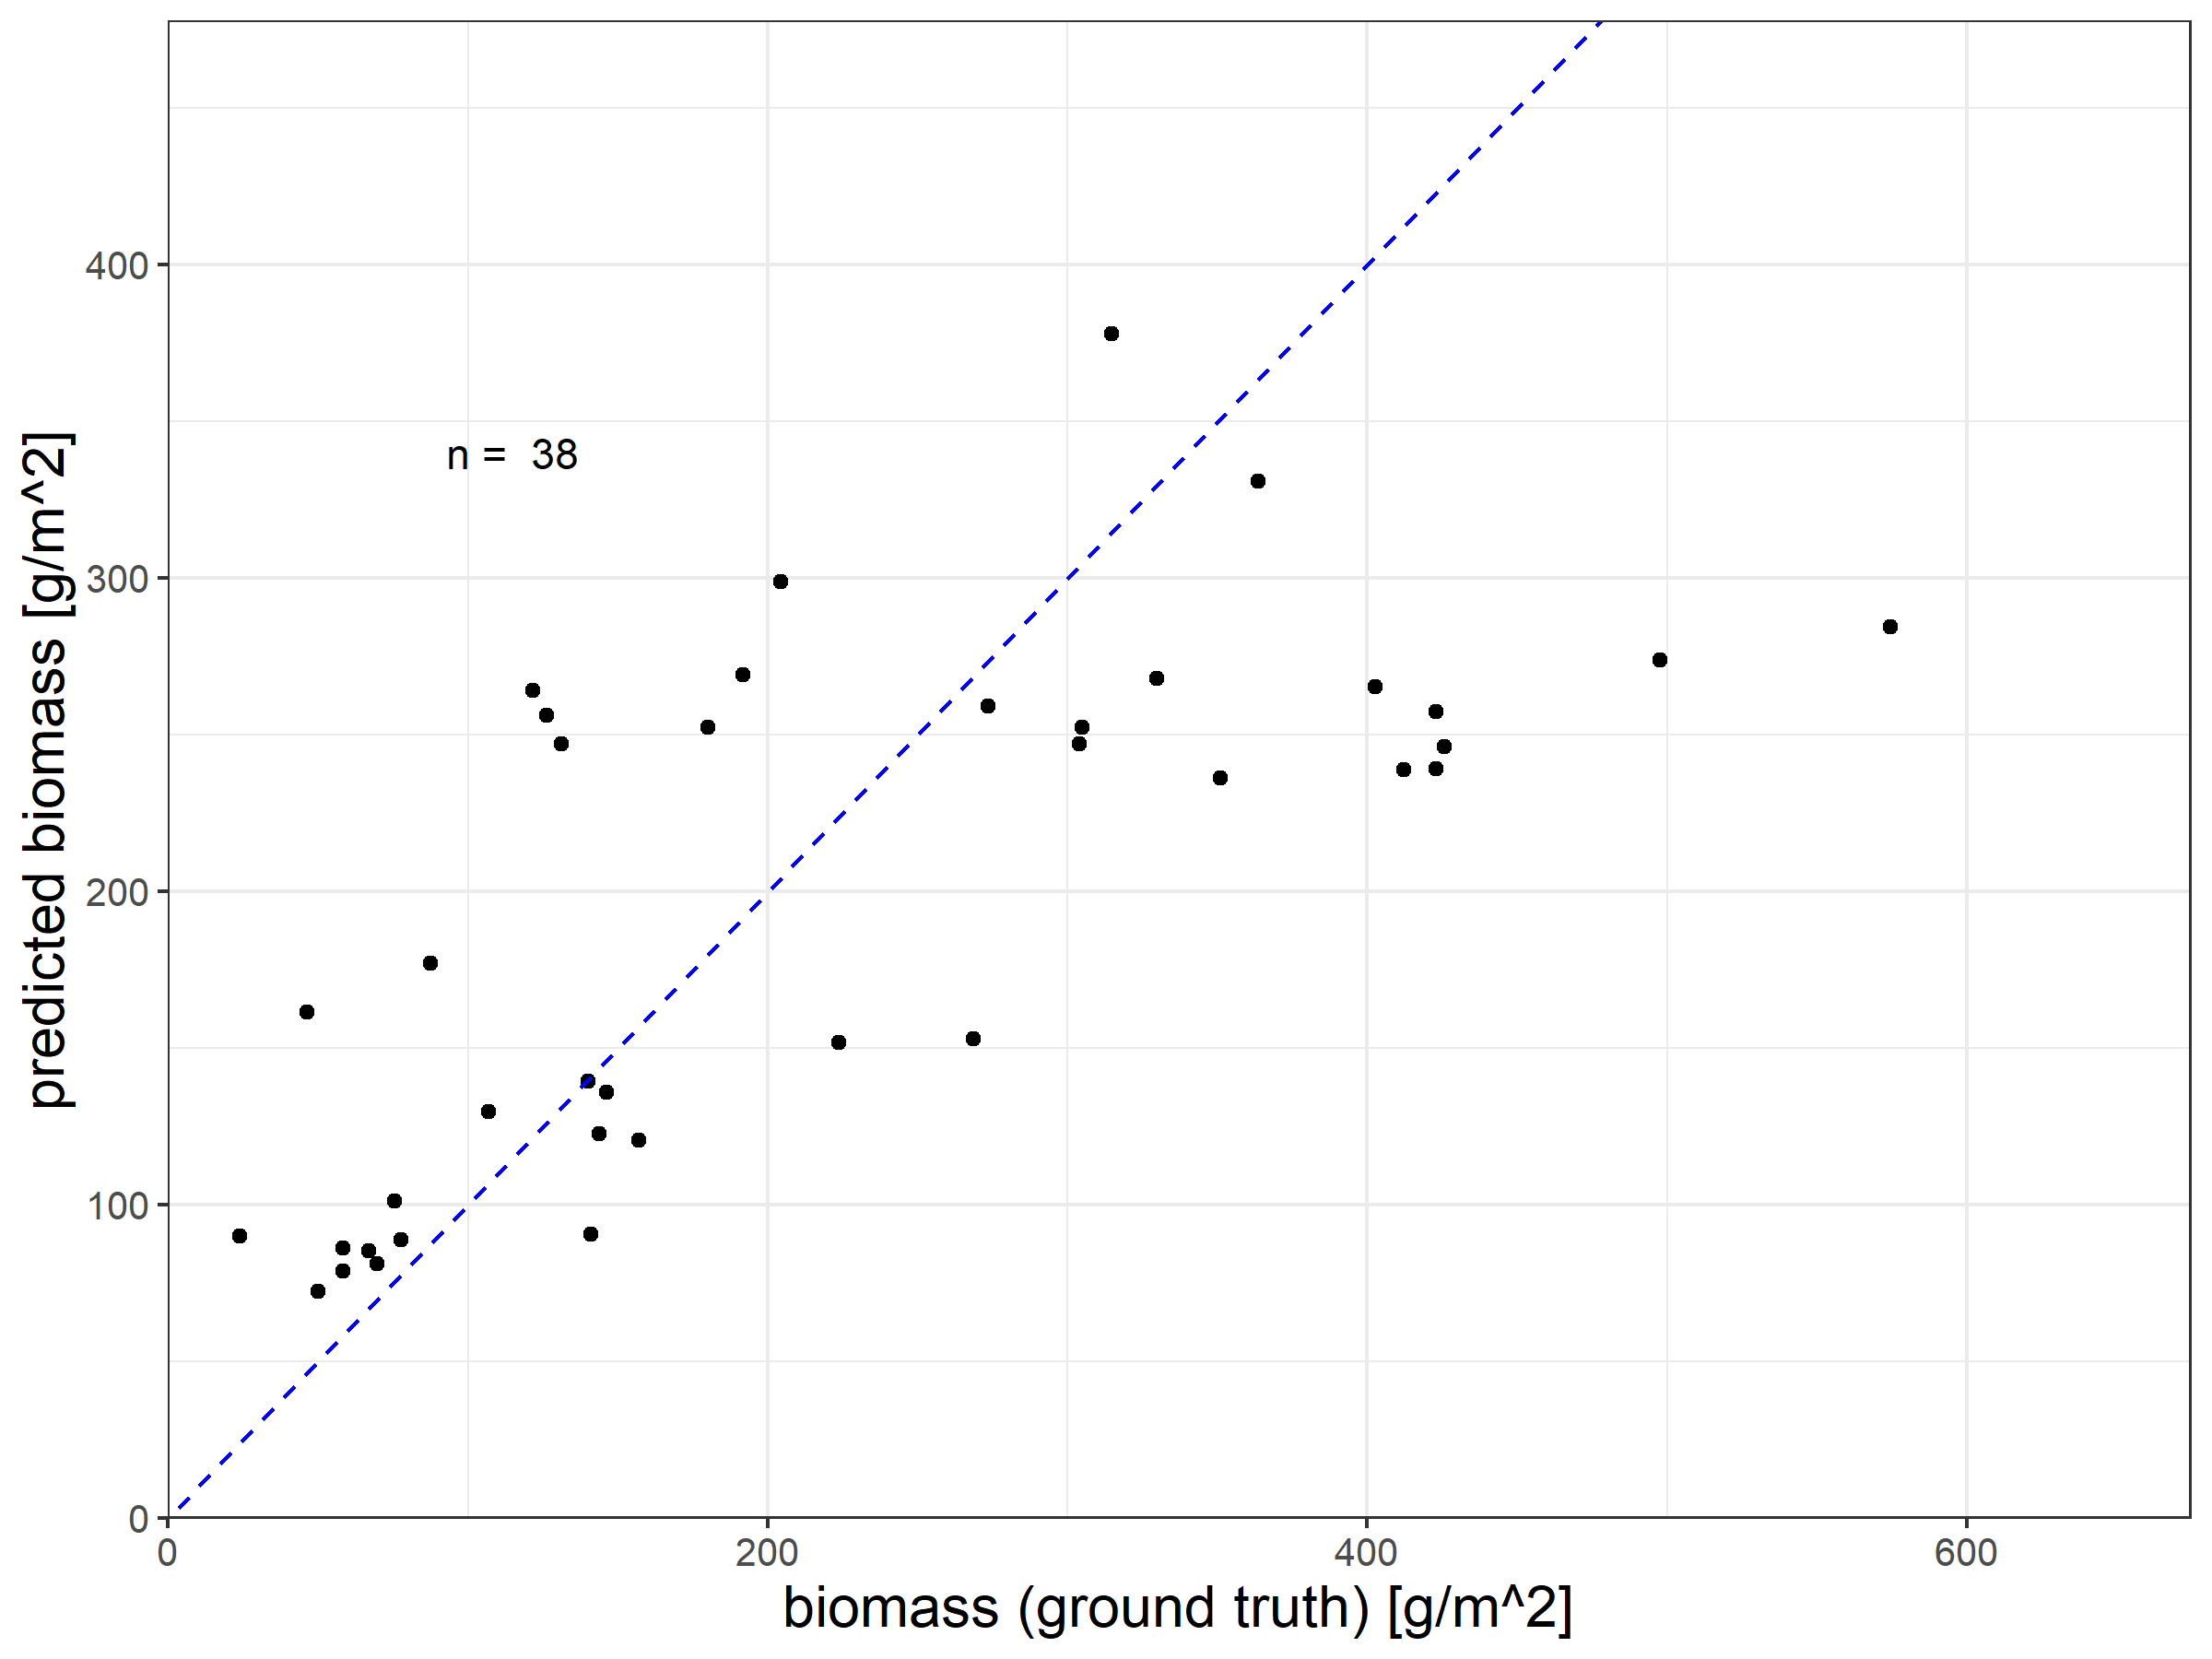 predicted biomass [g/m^2]
400
300
200
100
0
n =  38
0 200 400 600
biomass (ground truth) [g/m^2]